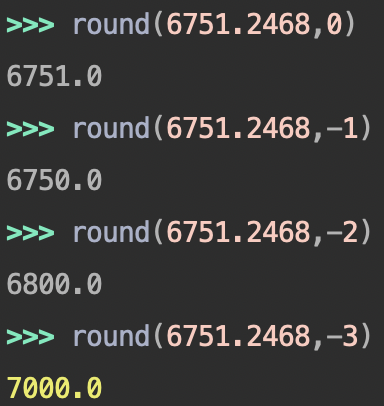 >>> round(6751.2468,0)
6751.0
>>> round(6751.2468,-1)
6750.0
>>> round(6751.2468,-2)
6800.0
>>> round(6751.2468,-3)
7000.0